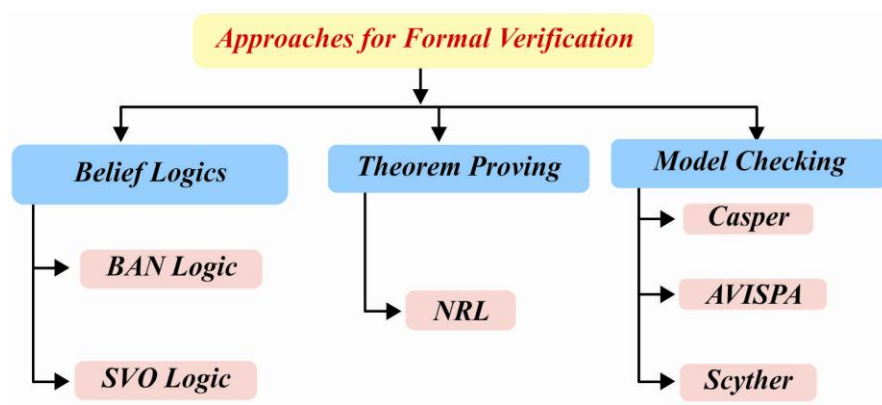 Approaches for Formal Verification
Belief Logics
Theorem Proving
Model Checking
BAN Logic
SVO Logic
NRL
Casper
AVISPA
Scyther